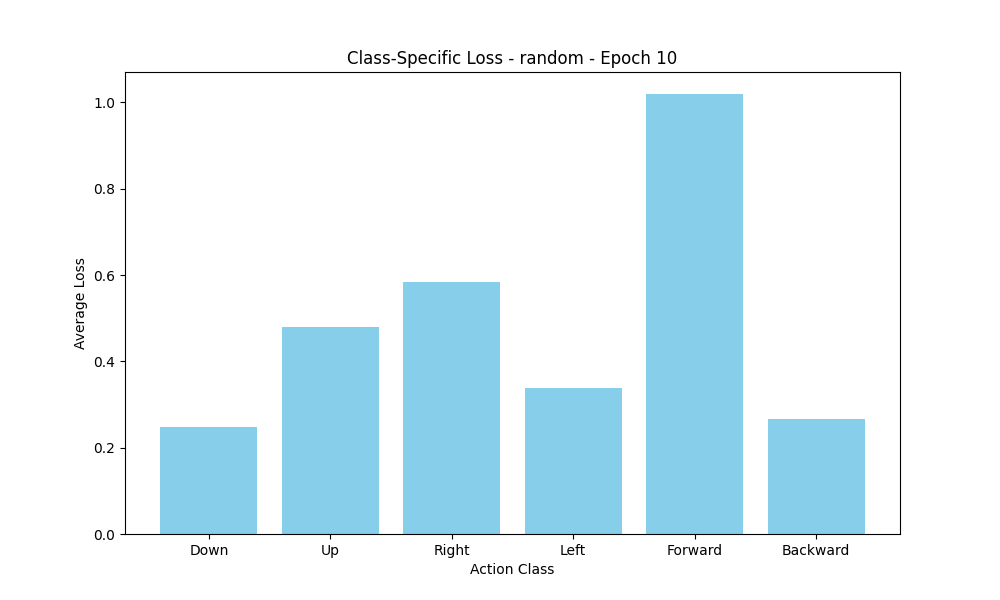 Class-Specific Loss - random - Epoch 10
1.0
0.8
0.6
0.4
0.2
0.0
Average Loss
Down Up Right Left Forward Backward
Action Class